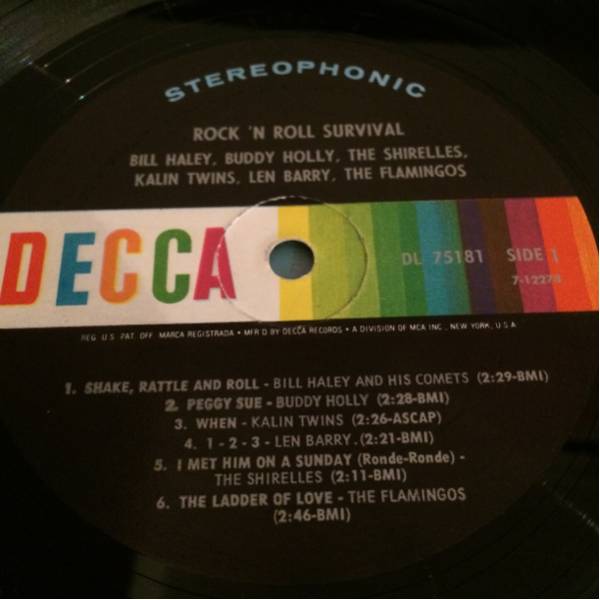 STEREOPHONIC
ROCK 'N ROLL SURVIVAL
BILL HALEY, BUDDY HOLLY, THE SHIRELLES,
KALIN TWINS, LEN BARRY, THE FLAMINGOS
DECCA
DL 75181 SIDE 1
REG. U.S. PAT. OFF. MARCA REGISTRADA • MFR'D BY DECCA RECORDS • A DIVISION OF MCA INC., NEW YORK, U.S.A.
1. SHAKE, RATTLE AND ROLL - BILL HALEY AND HIS COMETS (2:29-BMI)
2. PEGGY SUE - BUDDY HOLLY (2:28-BMI)
3. WHEN - KALIN TWINS (2:26-ASCAP)
4. 1 - 2 - 3 - LEN BARRY. (2:21-BMI)
5. I MET HIM ON A SUNDAY (Ronde-Ronde) -
THE SHIRELLES (2:11-BMI)
6. THE LADDER OF LOVE - THE FLAMINGOS
(2:46-BMI)